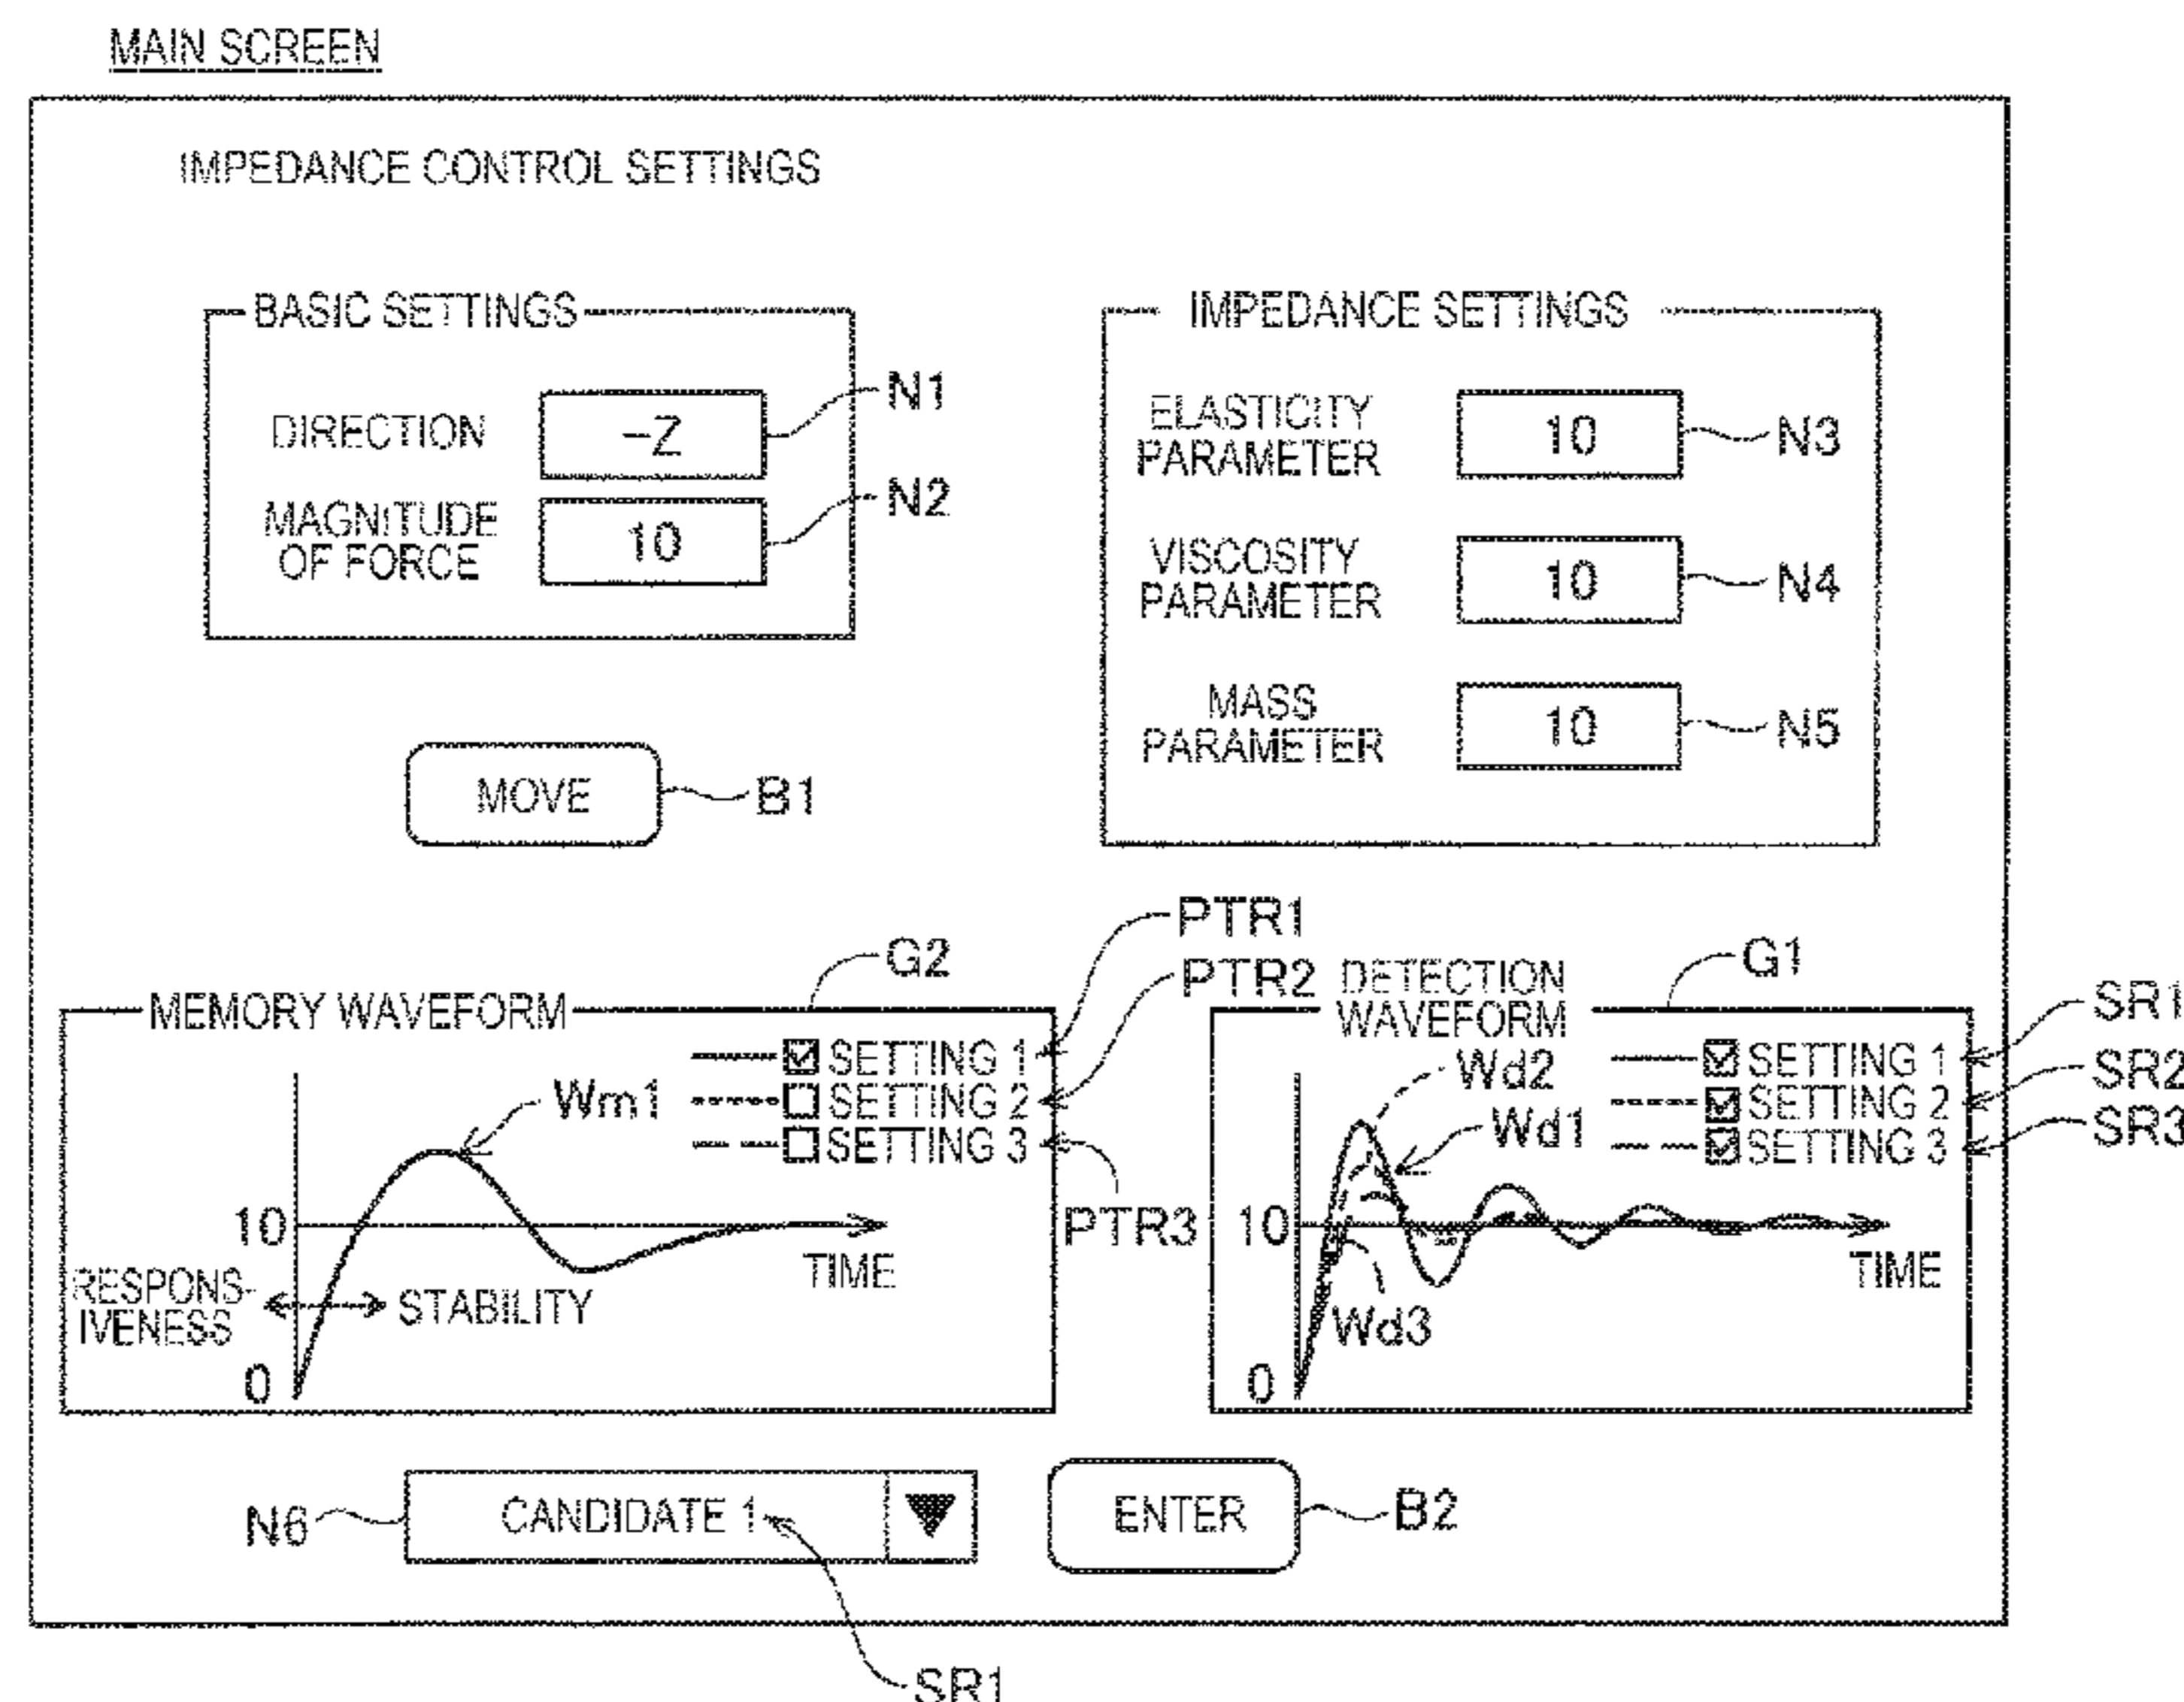 MAIN SCREEN
IMPEDANCE CONTROL SETTINGS
BASIC SETTINGS
DIRECTION
-Z
N1
MAGNITUDE
OF FORCE
10
N2
IMPEDANCE SETTINGS
ELASTICITY
PARAMETER
10
N3
VISCOSITY
PARAMETER
10
N4
MASS
PARAMETER
10
N5
MOVE
B1
MEMORY WAVEFORM
G2
PTR1
PTR2
PTR3
SETTING 1
SETTING 2
SETTING 3
Wm1
10
TIME
RESPONS-
IVENESS
STABILITY
0
DETECTION
WAVEFORM
G1
SR1
SR2
SR3
SETTING 1
SETTING 2
SETTING 3
Wd2
Wd1
10
TIME
Wd3
0
N6
CANDIDATE 1
ENTER
B2
SR1